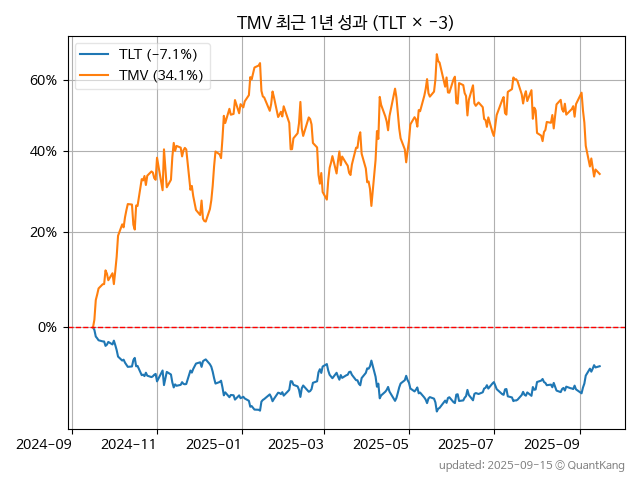 TMV 최근 1년 성과 (TLT × −3)
TLT (−7.1%)
TMV (34.1%)
60%
40%
20%
0%
2024-09 2024-11 2025-01 2025-03 2025-05 2025-07 2025-09
updated: 2025-09-15 © QuantKang